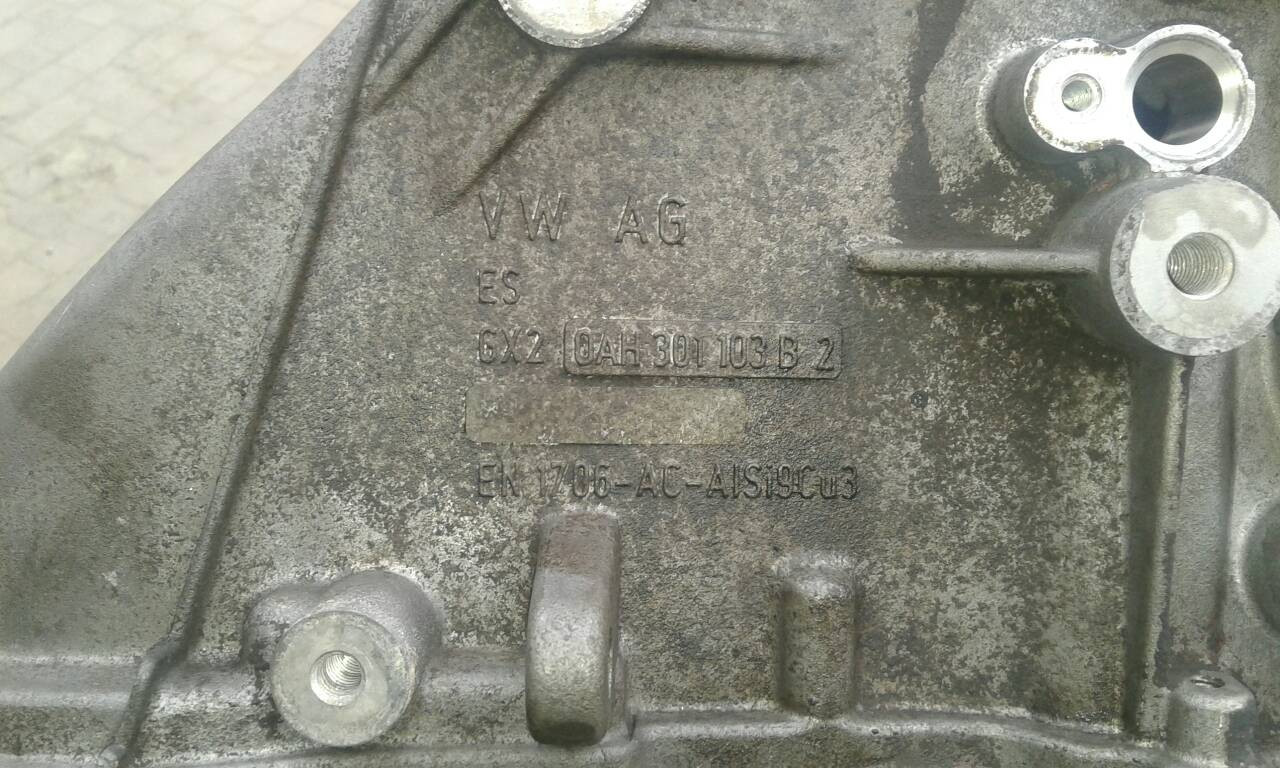 VW AG
ES
GX2 0AH 301 103 B 2
EN 1706-AC-AlSi9Cu3